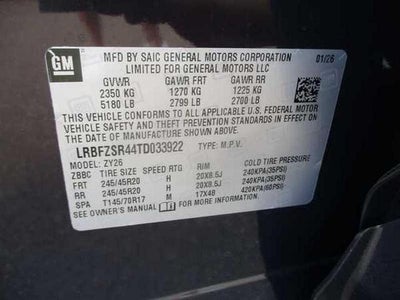 GM
MFD BY SAIC GENERAL MOTORS CORPORATION 01/26
LIMITED FOR GENERAL MOTORS LLC
GVWR GAWR FRT GAWR RR
2350 KG 1270 KG 1225 KG
5180 LB 2799 LB 2700 LB
THIS VEHICLE CONFORMS TO ALL APPLICABLE U.S. FEDERAL MOTOR
VEHICLE SAFETY, BUMPER, AND THEFT PREVENTION STANDARDS IN
EFFECT ON THE DATE OF MANUFACTURE SHOWN ABOVE.
LRBFZSR44TD033922 TYPE: M.P.V.
MODEL: ZY26
ZBBC TIRE SIZE SPEED RTG RIM COLD TIRE PRESSURE
FRT 245/45R20 H 20X8.5J 240KPA(35PSI)
RR 245/45R20 H 20X8.5J 240KPA(35PSI)
SPA T145/70R17 M 17X4B 420KPA(60PSI)
SEE OWNER'S MANUAL FOR ADDITIONAL INFORMATION.